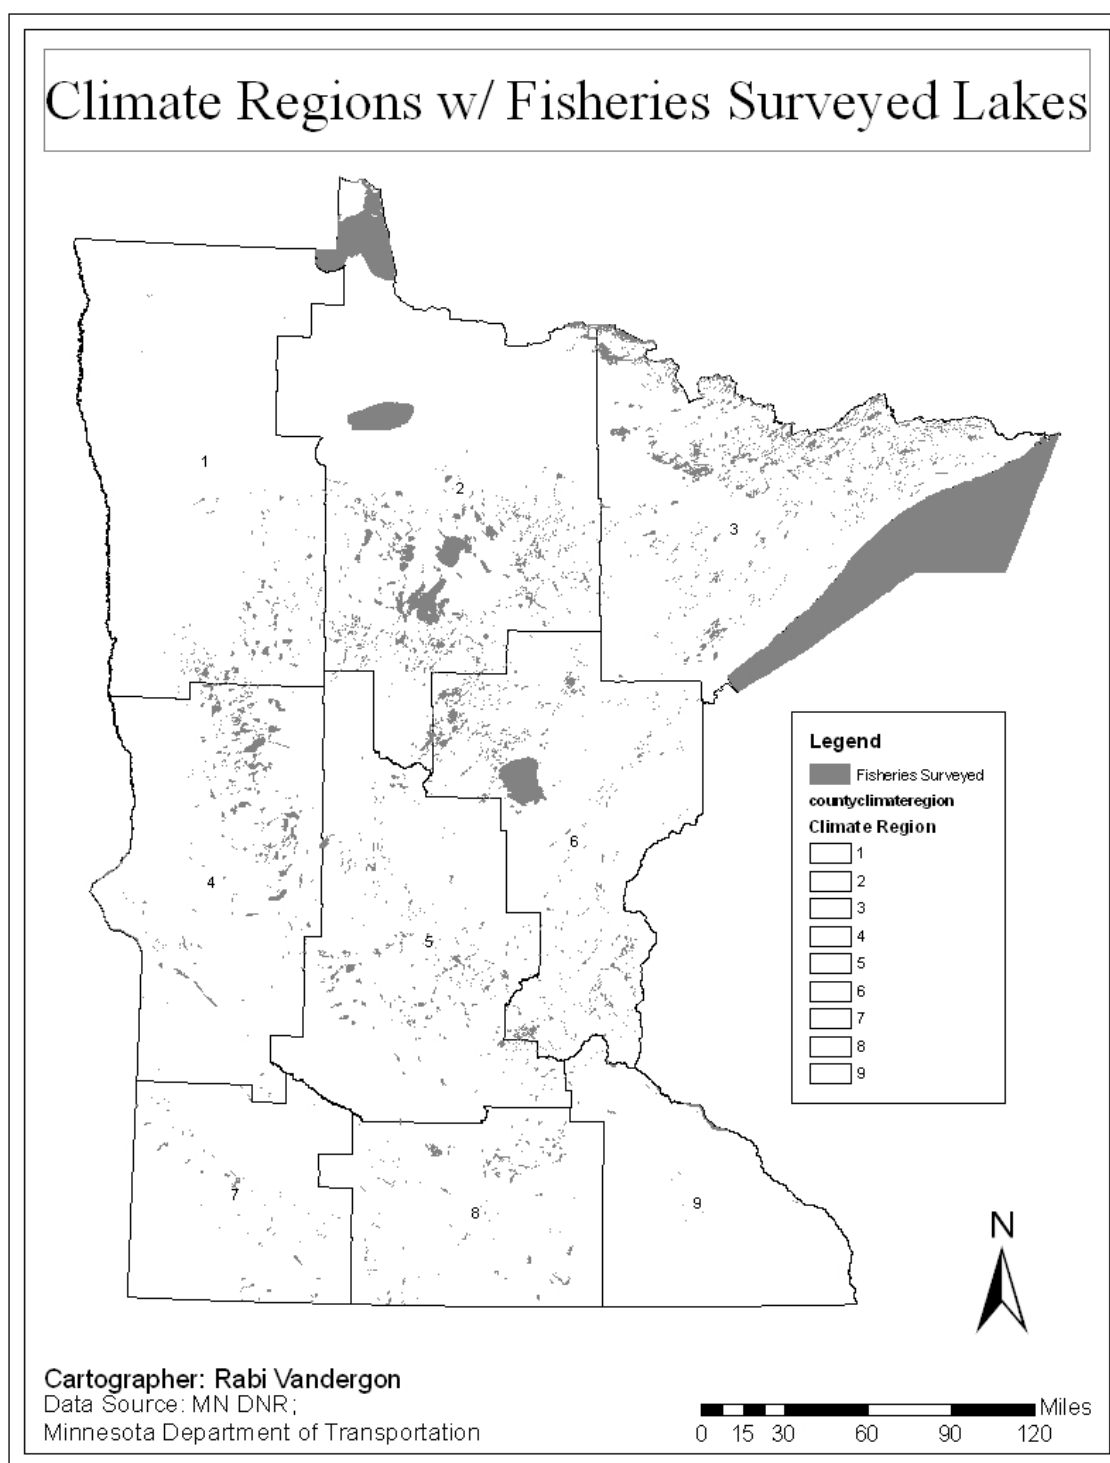 Climate Regions w/ Fisheries Surveyed Lakes
1
2
3
4
5
6
7
8
9
Legend
Fisheries Surveyed
countyclimateregion
Climate Region
1
2
3
4
5
6
7
8
9
N
Cartographer: Rabi Vandergon
Data Source: MN DNR;
Minnesota Department of Transportation
Miles
0 15 30 60 90 120